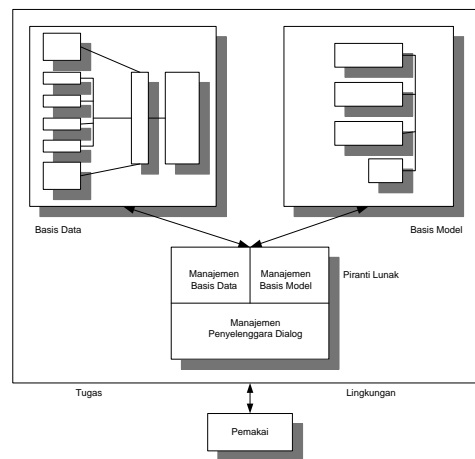 Basis Data
Basis Model
Manajemen
Basis Data
Manajemen
Basis Model
Piranti Lunak
Manajemen
Penyelenggara Dialog
Tugas
Lingkungan
Pemakai